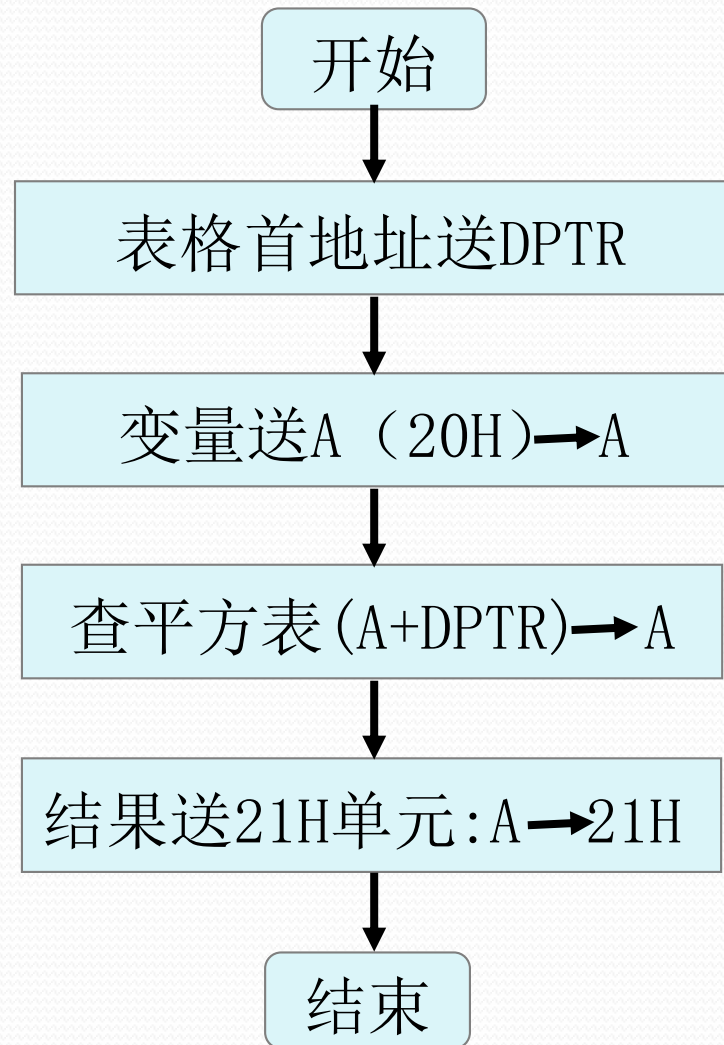 开始
表格首地址送DPTR
变量送A（20H)→A
查平方表(A+DPTR)→A
结果送21H单元:A→21H
结束